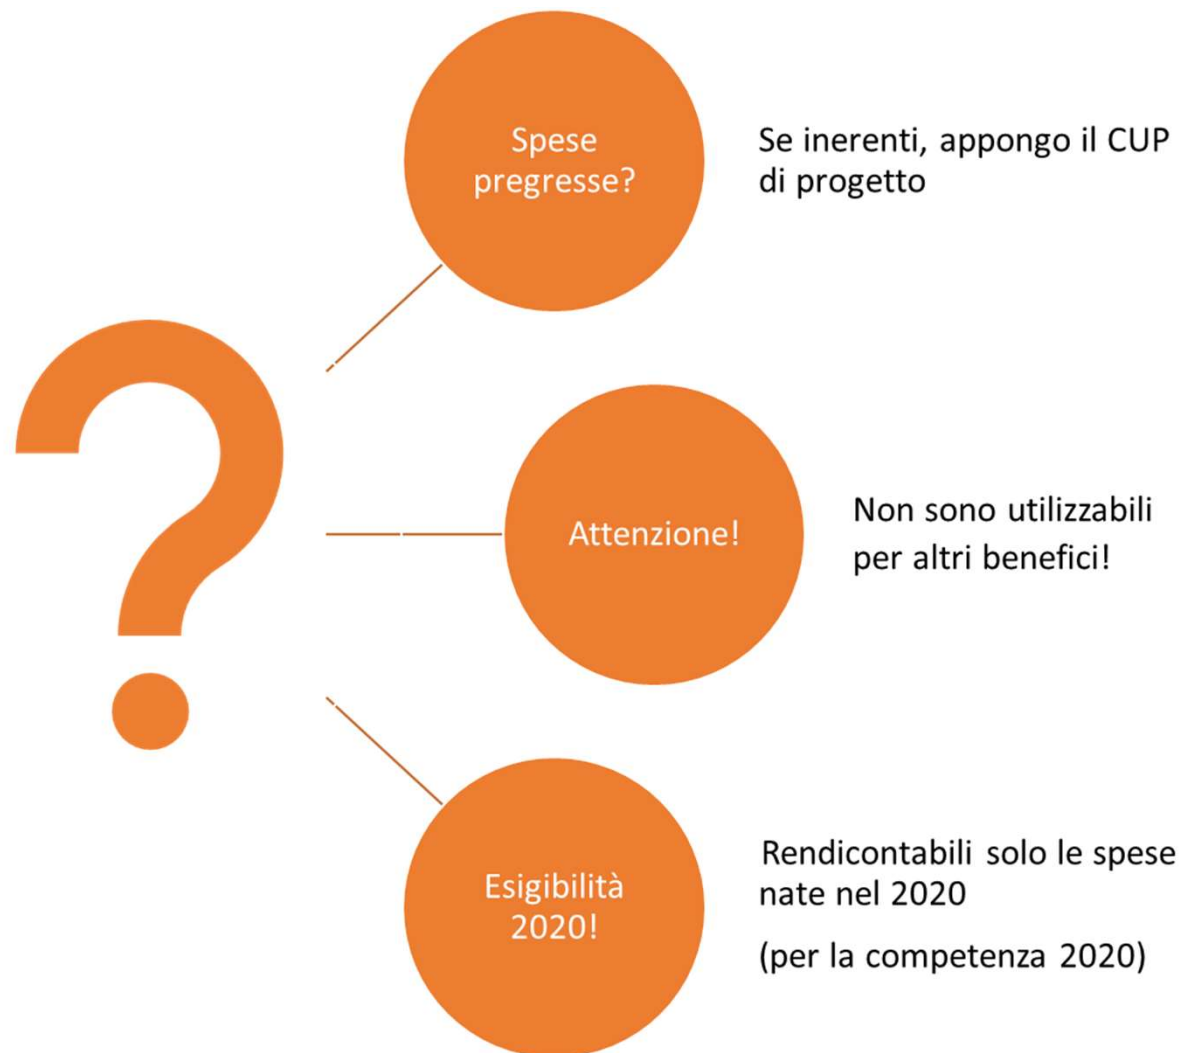 Spese
pregresse?
Se inerenti, appongo il CUP
di progetto
Attenzione!
Non sono utilizzabili
per altri benefici!
Esigibilità
2020!
Rendicontabili solo le spese
nate nel 2020
(per la competenza 2020)